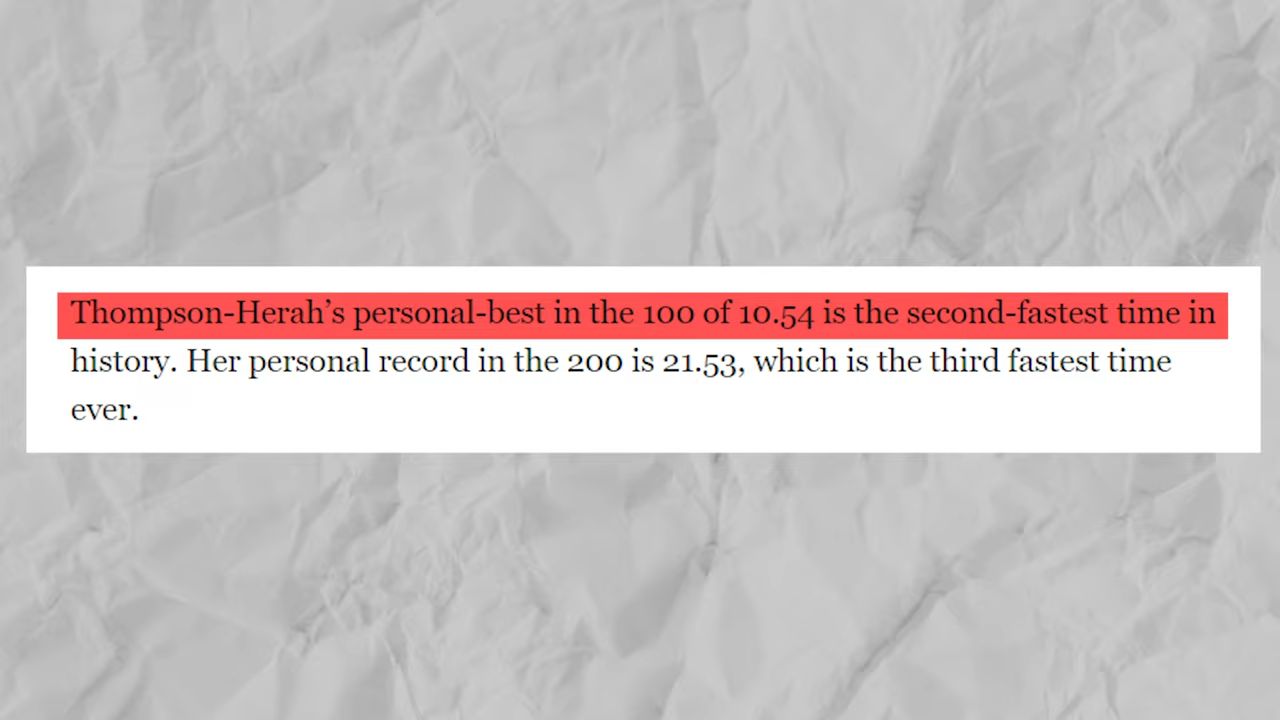 Thompson-Herah’s personal-best in the 100 of 10.54 is the second-fastest time in
history. Her personal record in the 200 is 21.53, which is the third fastest time
ever.